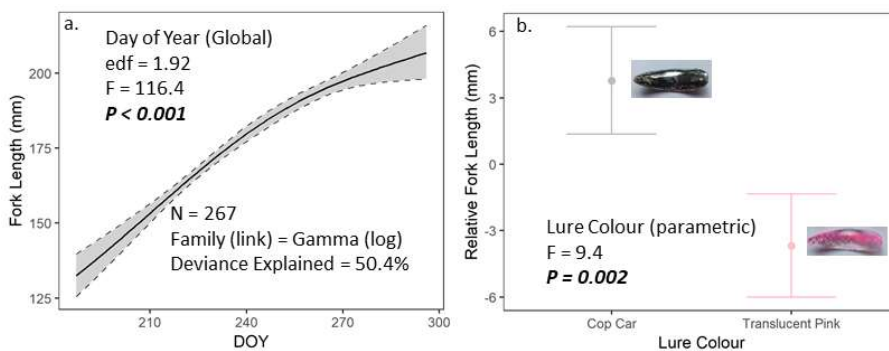 a.
Day of Year (Global)
edf = 1.92
F = 116.4
P < 0.001
N = 267
Family (link) = Gamma (log)
Deviance Explained = 50.4%
Fork Length (mm)
200
175
150
125
210
240
270
300
DOY
b.
Lure Colour (parametric)
F = 9.4
P = 0.002
Relative Fork Length (mm)
6
3
0
-3
-6
Cop Car
Translucent Pink
Lure Colour